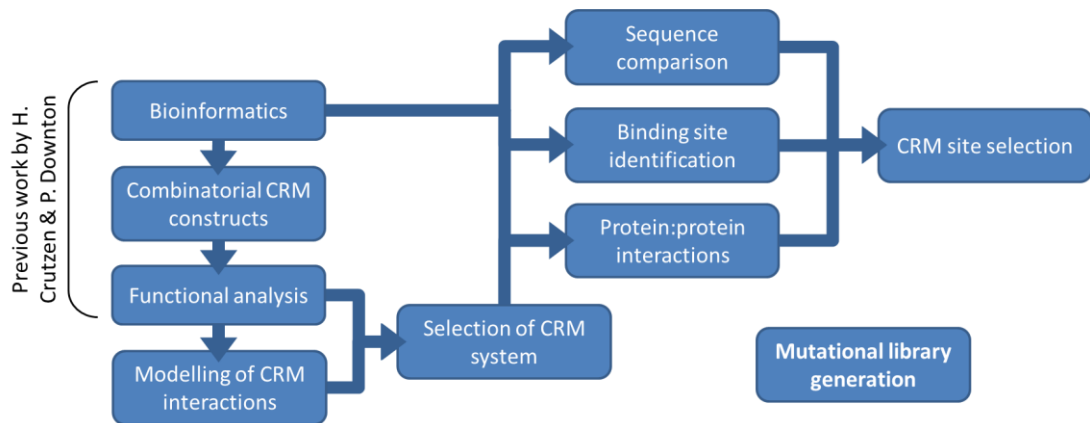 Previous work by H.
Crutzen & P. Downton
Bioinformatics
Combinatorial CRM
constructs
Functional analysis
Modelling of CRM
interactions
Selection of CRM
system
Sequence
comparison
Binding site
identification
Protein:protein
interactions
CRM site selection
Mutational library
generation